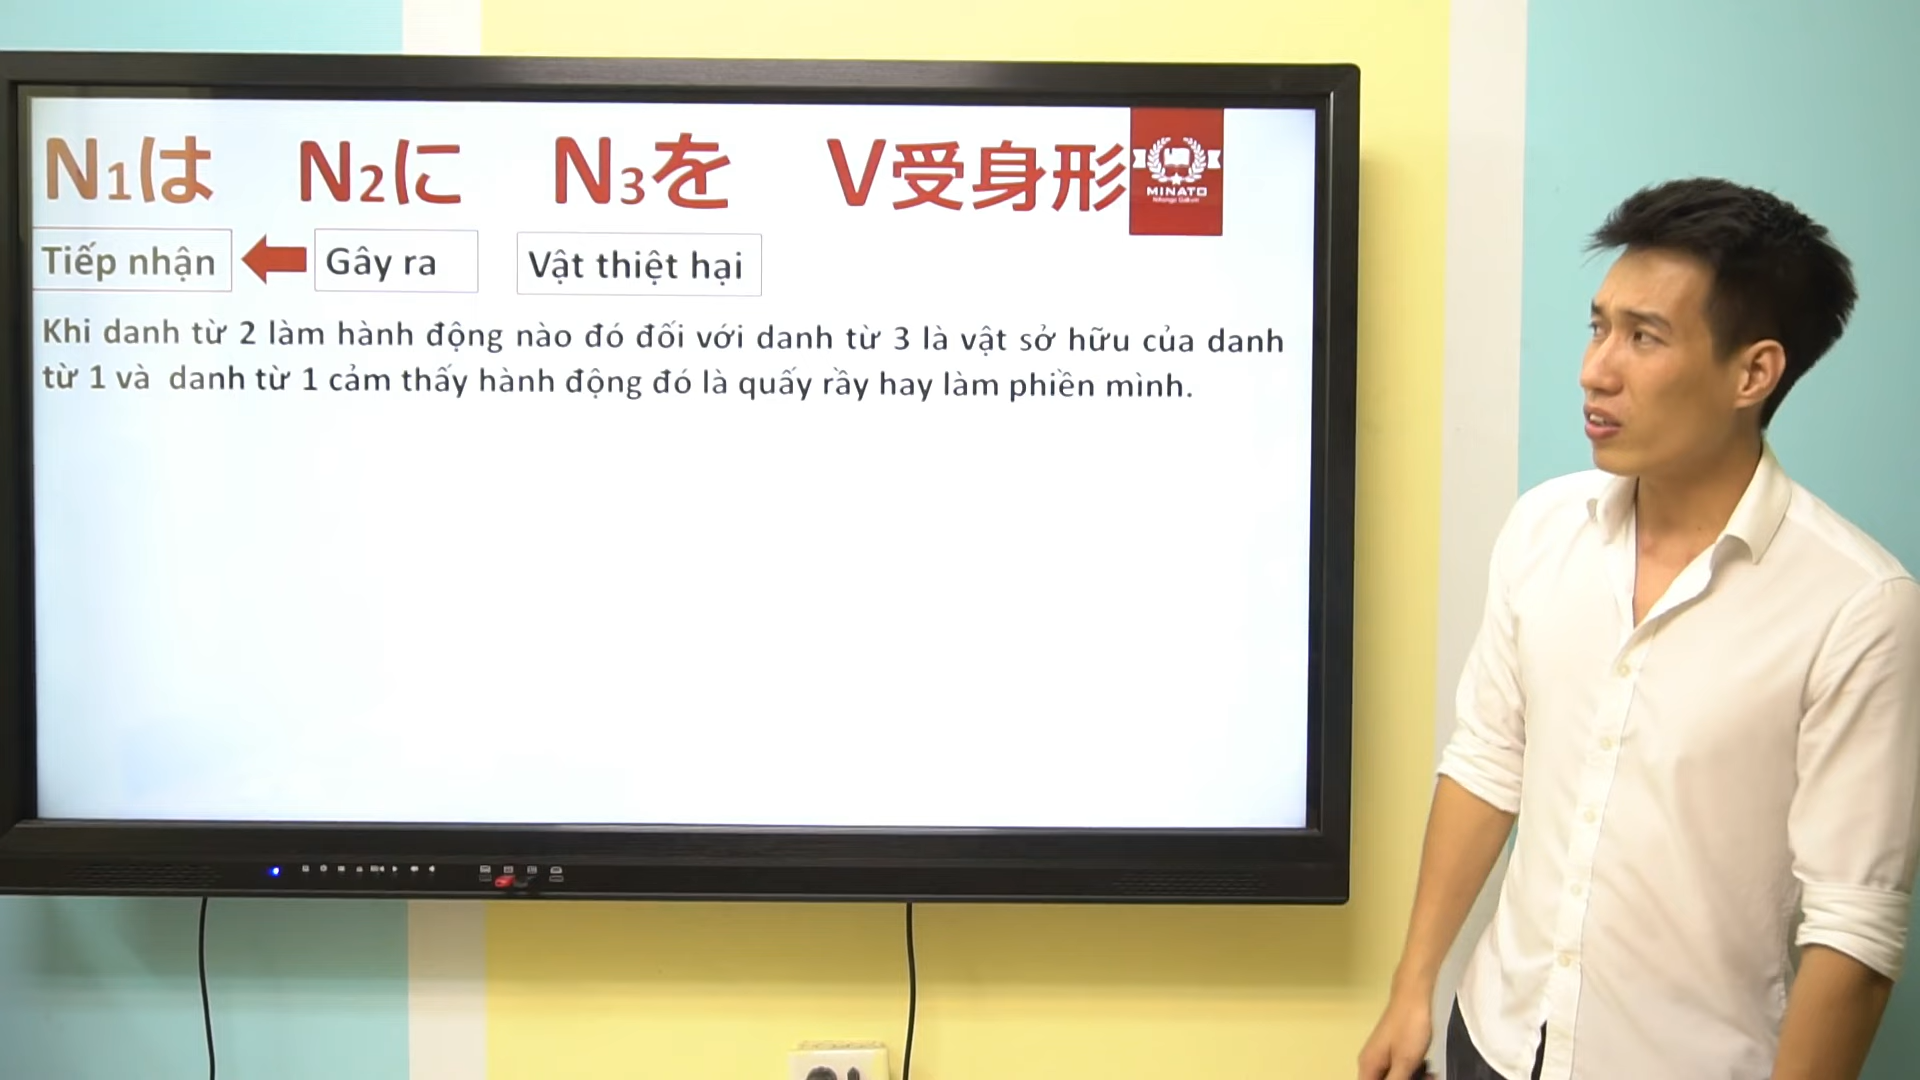 N1は N2に N3を V受身形
MINATO
Tiếp nhận Gây ra Vật thiệt hại
Khi danh từ 2 làm hành động nào đó đối với danh từ 3 là vật sở hữu của danh
từ 1 và danh từ 1 cảm thấy hành động đó là quấy rầy hay làm phiền mình.